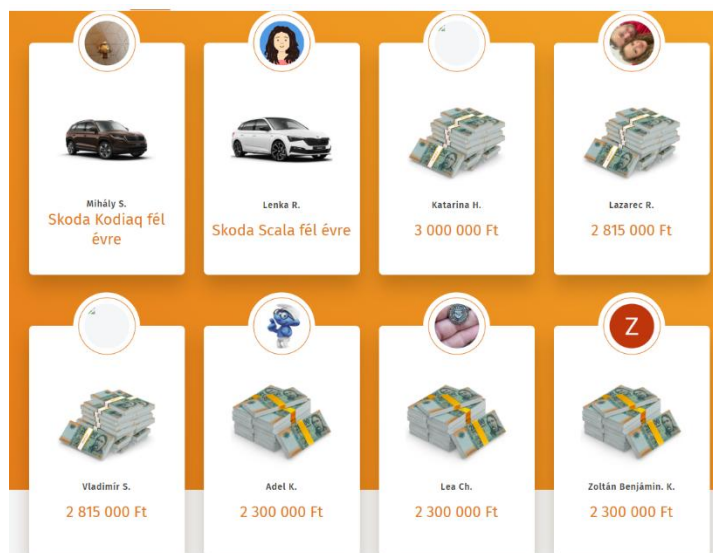 Mihály S.
Skoda Kodiaq fél
évre
Lenka R.
Skoda Scala fél évre
Katarina H.
3 000 000 Ft
Lazarec R.
2 815 000 Ft
Vladimír S.
2 815 000 Ft
Adel K.
2 300 000 Ft
Lea Ch.
2 300 000 Ft
Z
Zoltán Benjámin. K.
2 300 000 Ft